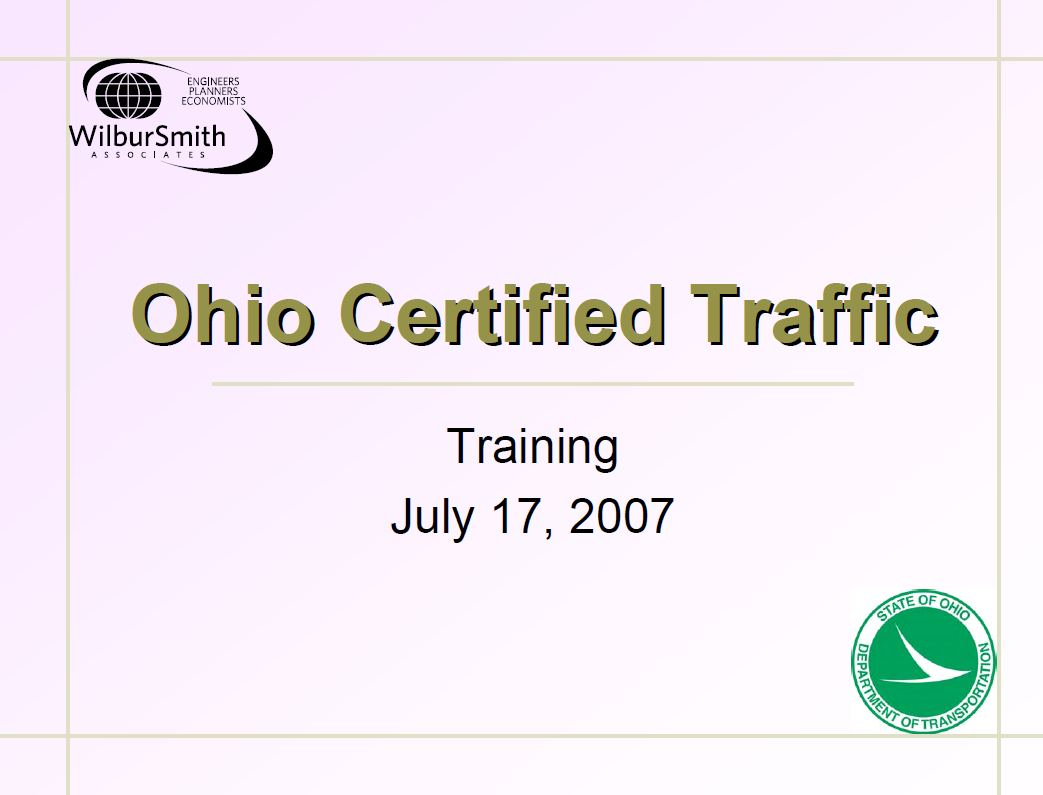 ENGINEERS
PLANNERS
ECONOMISTS
WilburSmith
ASSOCIATES
Ohio Certified Traffic
Training
July 17, 2007
STATE OF OHIO
DEPARTMENT OF TRANSPORTATION